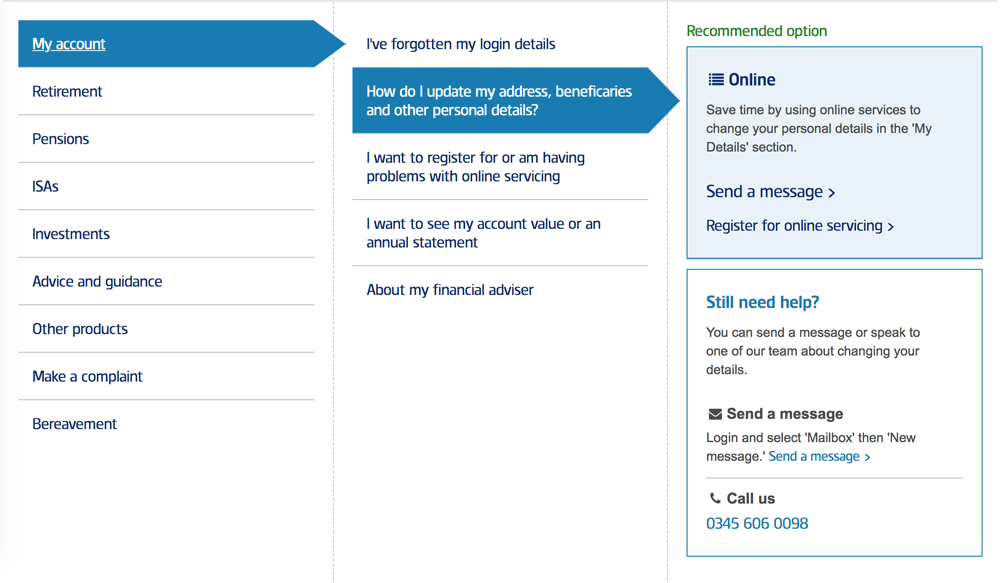 My account
Retirement
Pensions
ISAs
Investments
Advice and guidance
Other products
Make a complaint
Bereavement
I've forgotten my login details
How do I update my address, beneficaries
and other personal details?
I want to register for or am having
problems with online servicing
I want to see my account value or an
annual statement
About my financial adviser
Recommended option
Online
Save time by using online services to
change your personal details in the 'My
Details' section.
Send a message >
Register for online servicing >
Still need help?
You can send a message or speak to
one of our team about changing your
details.
Send a message
Login and select 'Mailbox' then 'New
message.' Send a message >
Call us
0345 606 0098